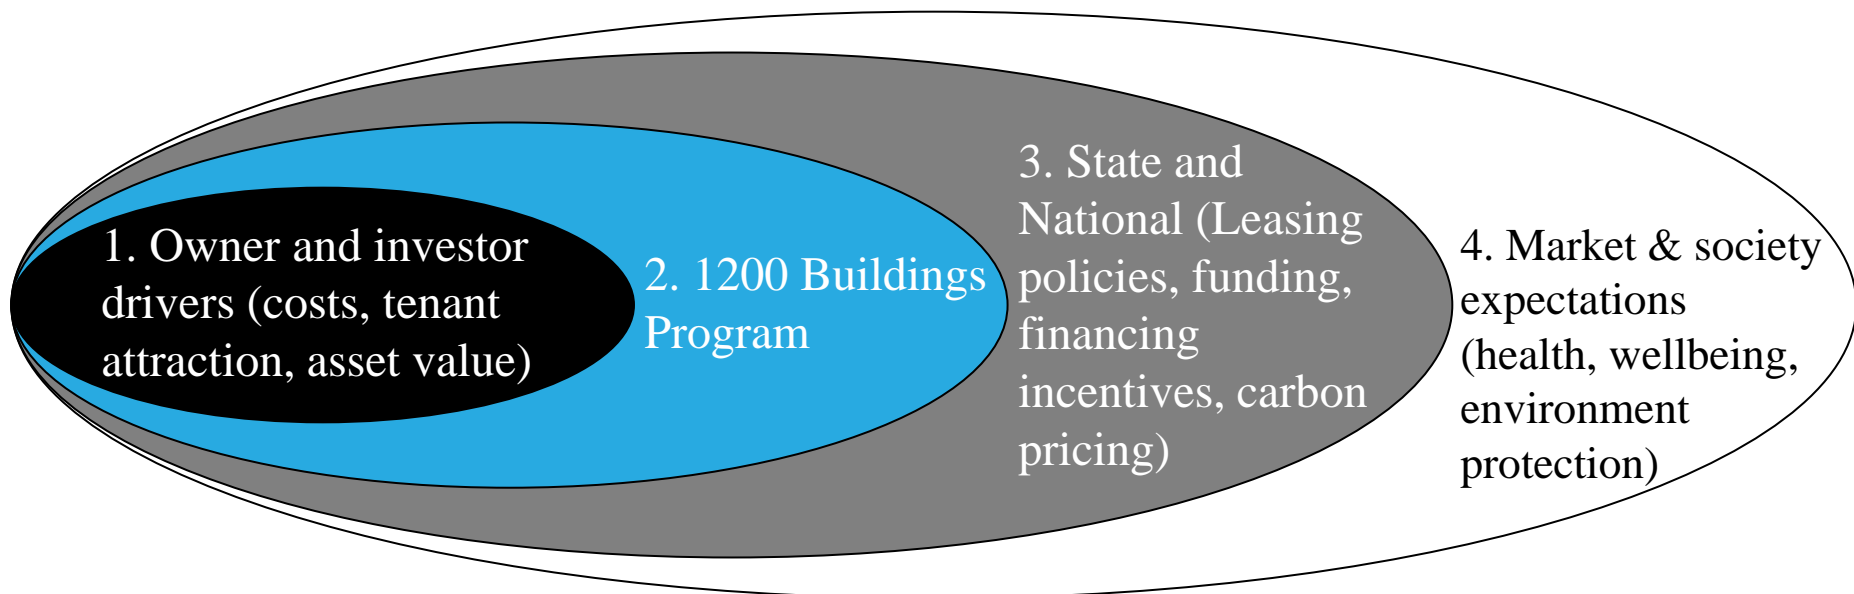 1. Owner and investor
drivers (costs, tenant
attraction, asset value)
2. 1200 Buildings
Program
3. State and
National (Leasing
policies, funding,
financing
incentives, carbon
pricing)
4. Market & society
expectations
(health, wellbeing,
environment
protection)